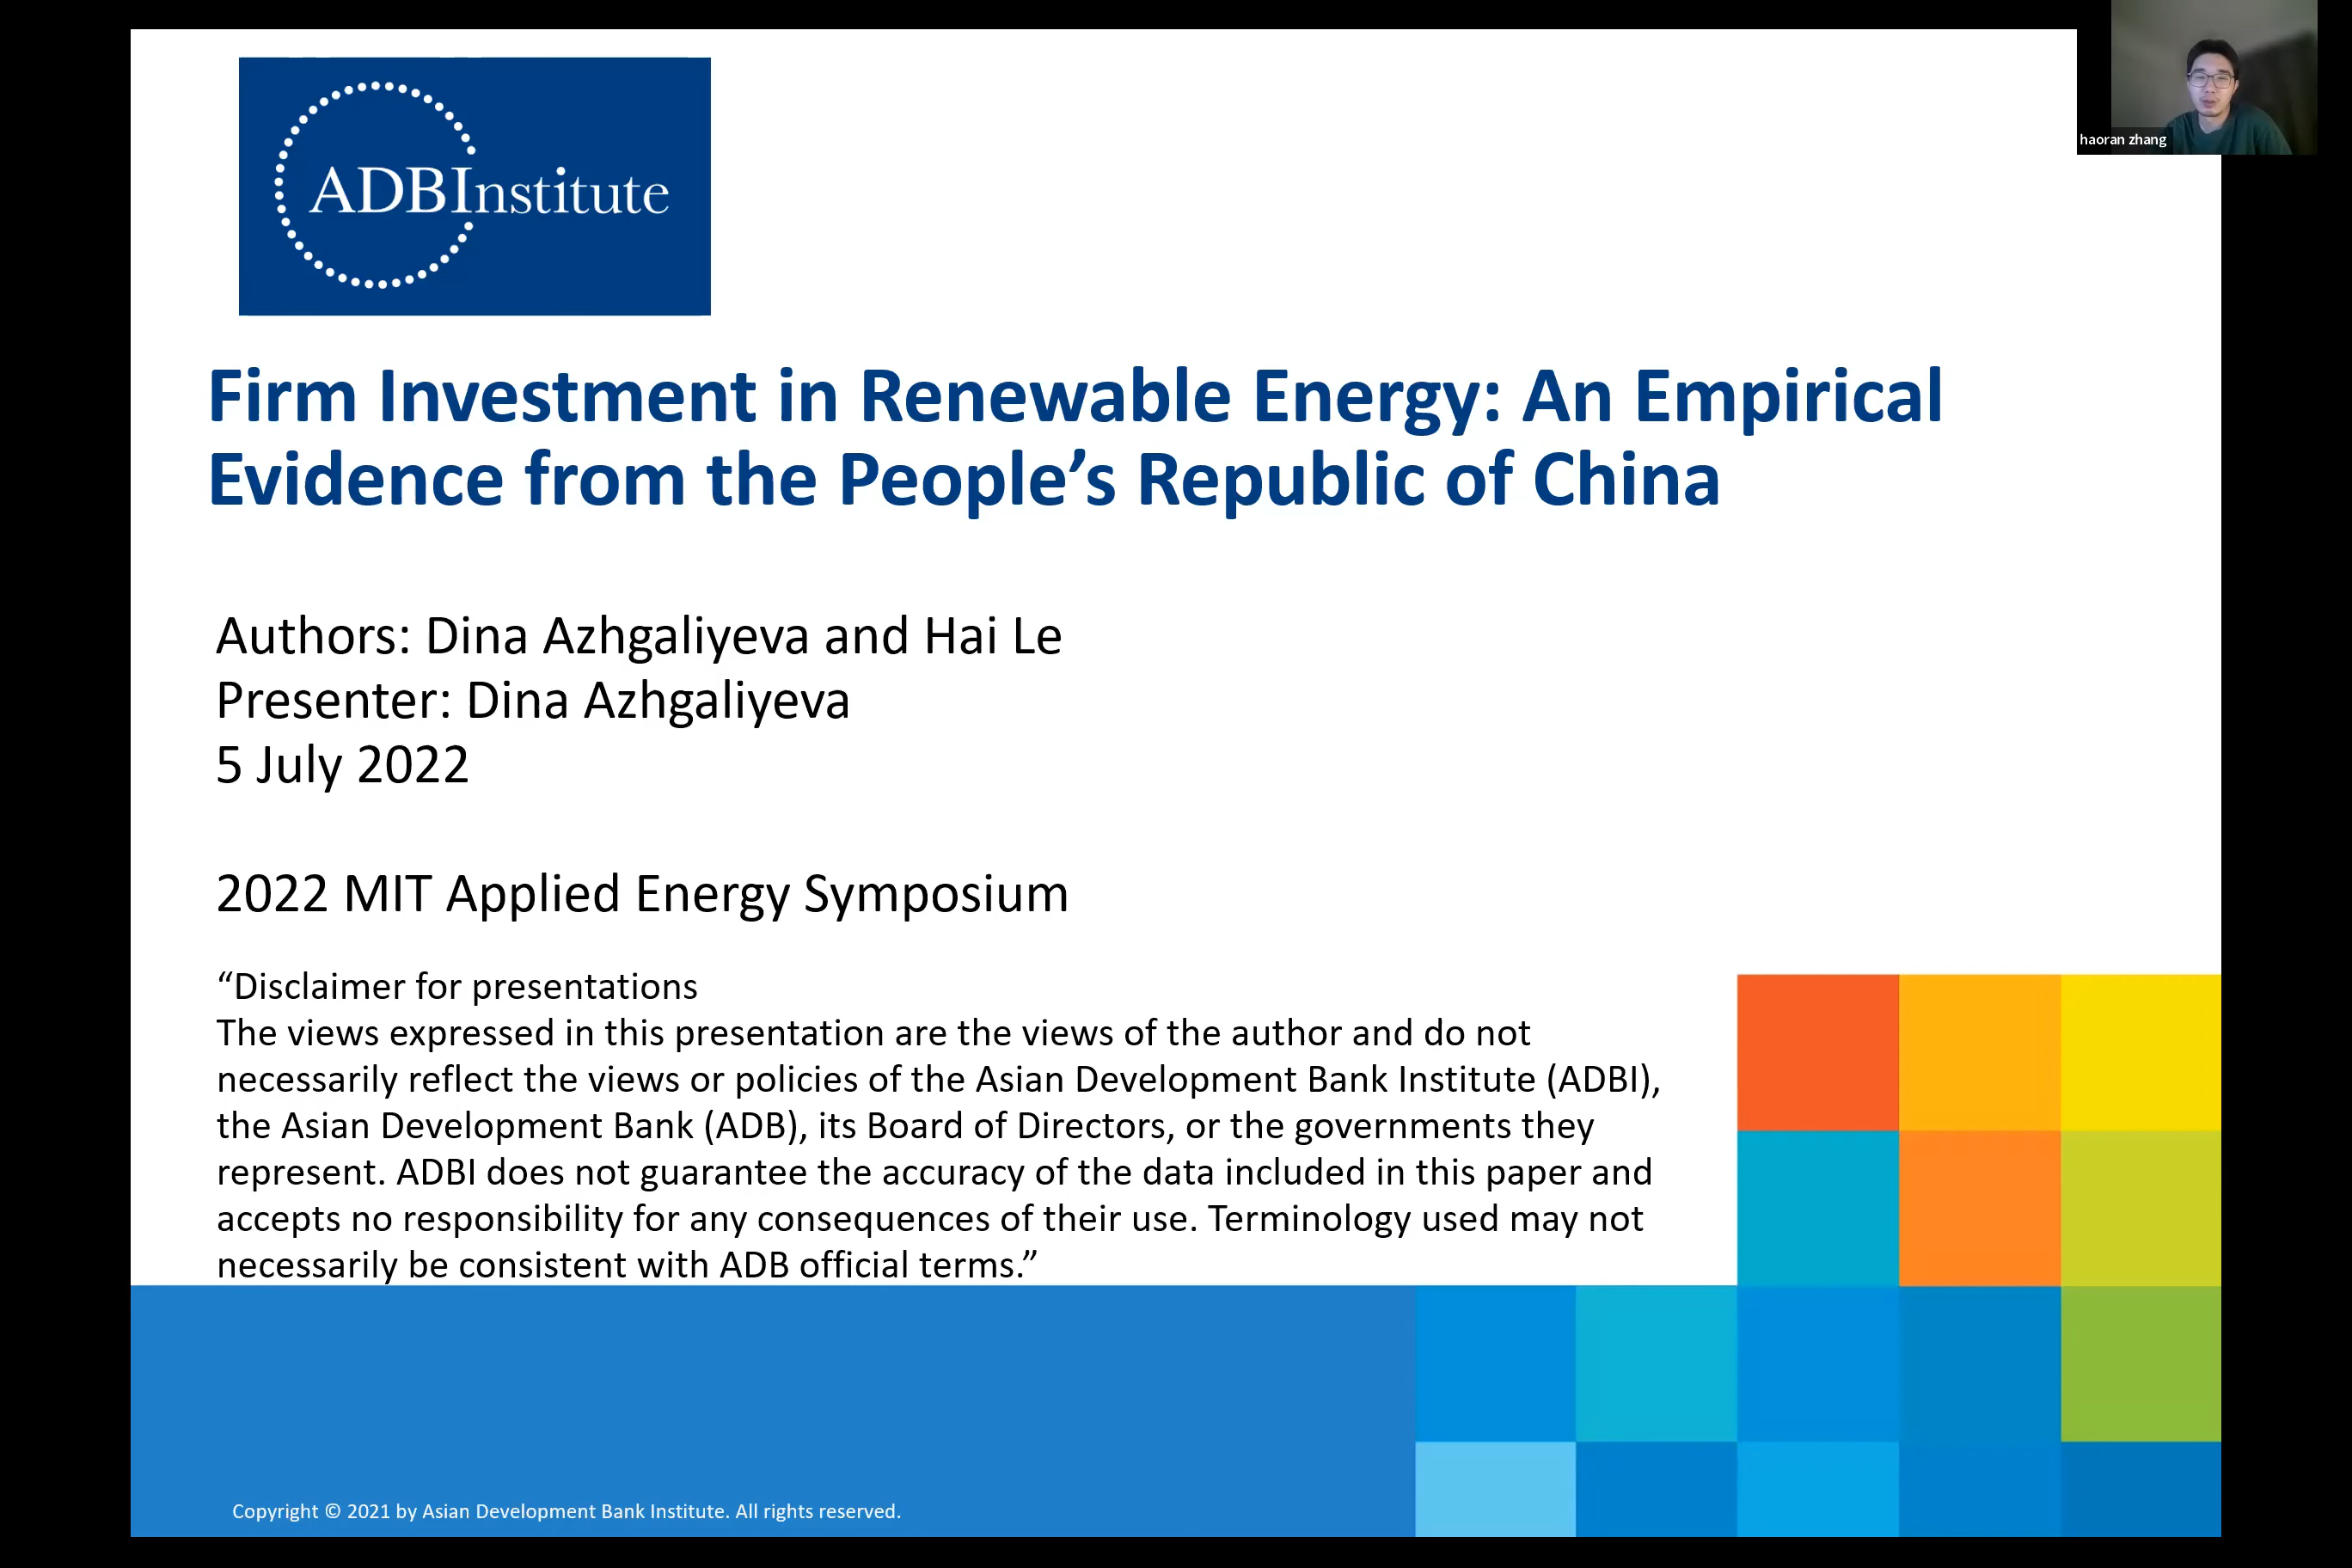 ADBInstitute
haoran zhang
Firm Investment in Renewable Energy: An Empirical
Evidence from the People’s Republic of China
Authors: Dina Azhgaliyeva and Hai Le
Presenter: Dina Azhgaliyeva
5 July 2022
2022 MIT Applied Energy Symposium
“Disclaimer for presentations
The views expressed in this presentation are the views of the author and do not
necessarily reflect the views or policies of the Asian Development Bank Institute (ADBI),
the Asian Development Bank (ADB), its Board of Directors, or the governments they
represent. ADBI does not guarantee the accuracy of the data included in this paper and
accepts no responsibility for any consequences of their use. Terminology used may not
necessarily be consistent with ADB official terms.”
Copyright © 2021 by Asian Development Bank Institute. All rights reserved.